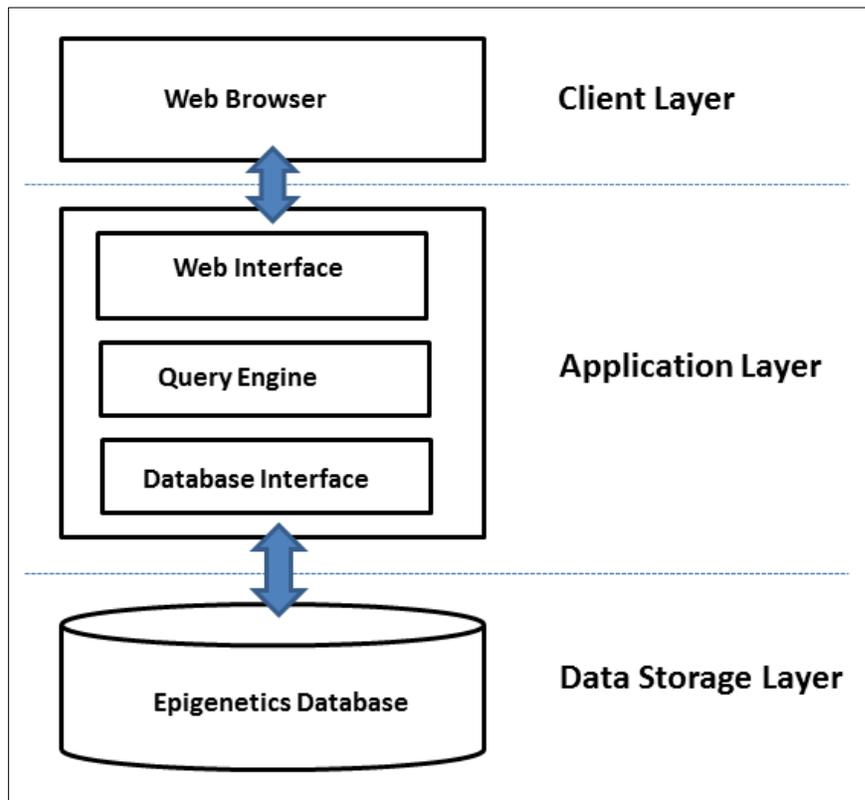 Web Browser
Client Layer
Web Interface
Query Engine
Application Layer
Database Interface
Data Storage Layer
Epigenetics Database